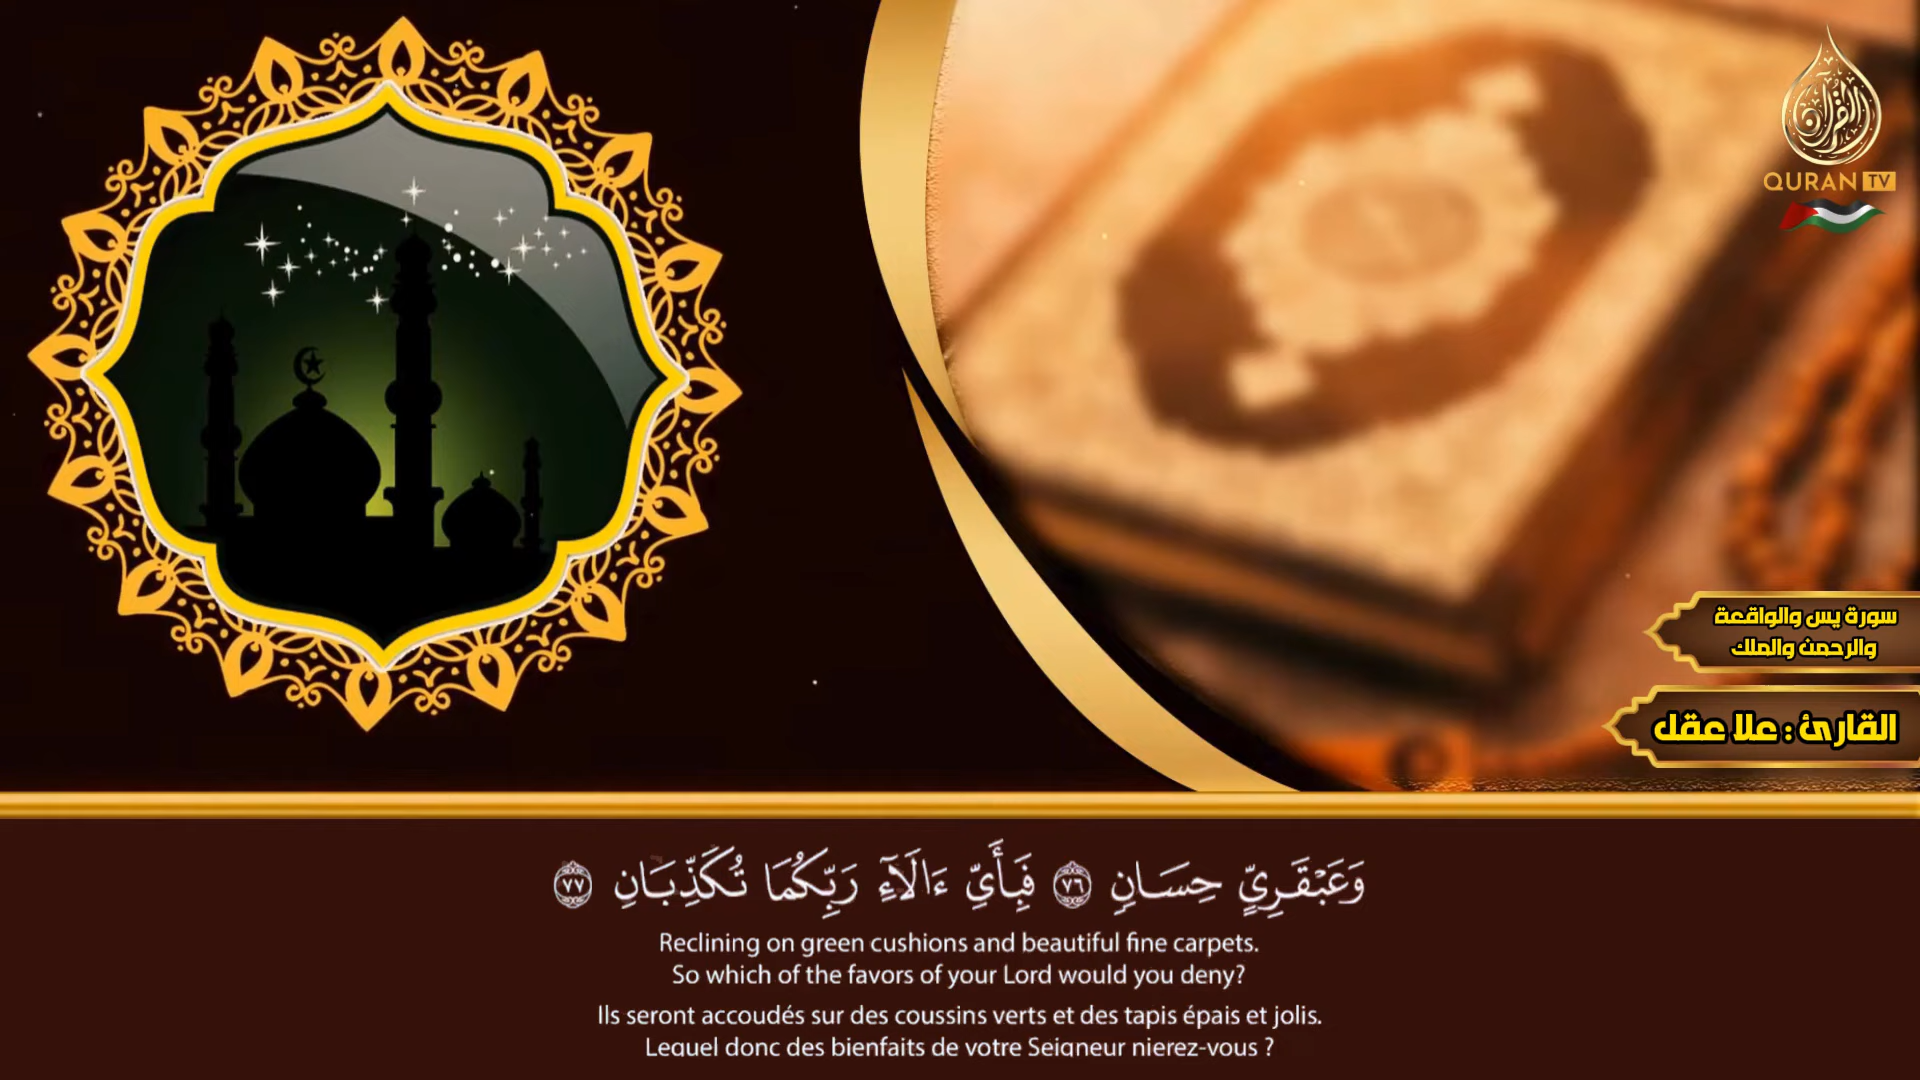 القرآن
QURAN TV
سورة يس والواقعة
والرحمن والملك
القارئ : علا عقل
وَعَبْقَرِيٍّ حِسَانٍ ٧٦ فَبِأَيِّ ءَالَآءِ رَبِّكُمَا تُكَذِّبَانِ ٧٧
Reclining on green cushions and beautiful fine carpets.
So which of the favors of your Lord would you deny?
Ils seront accoudés sur des coussins verts et des tapis épais et jolis.
Lequel donc des bienfaits de votre Seigneur nierez-vous ?